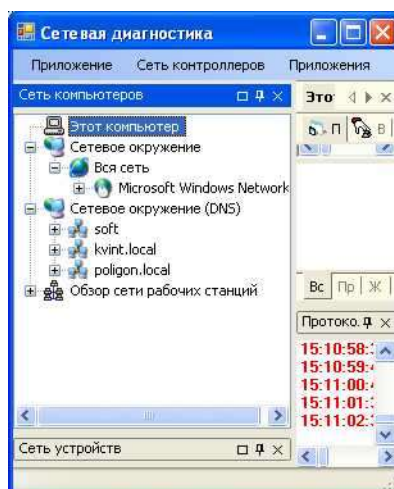 Сетевая диагностика
Приложение Сеть контроллеров Приложения
Сеть компьютеров
Этот компьютер
Сетевое окружение
Вся сеть
Microsoft Windows Network
Сетевое окружение (DNS)
soft
kvint.local
poligon.local
Обзор сети рабочих станций
Сеть устройств
Это
П В
Вс Пр Ж
Протоко.
15:10:58:
15:10:59:
15:11:00:
15:11:01:
15:11:02: